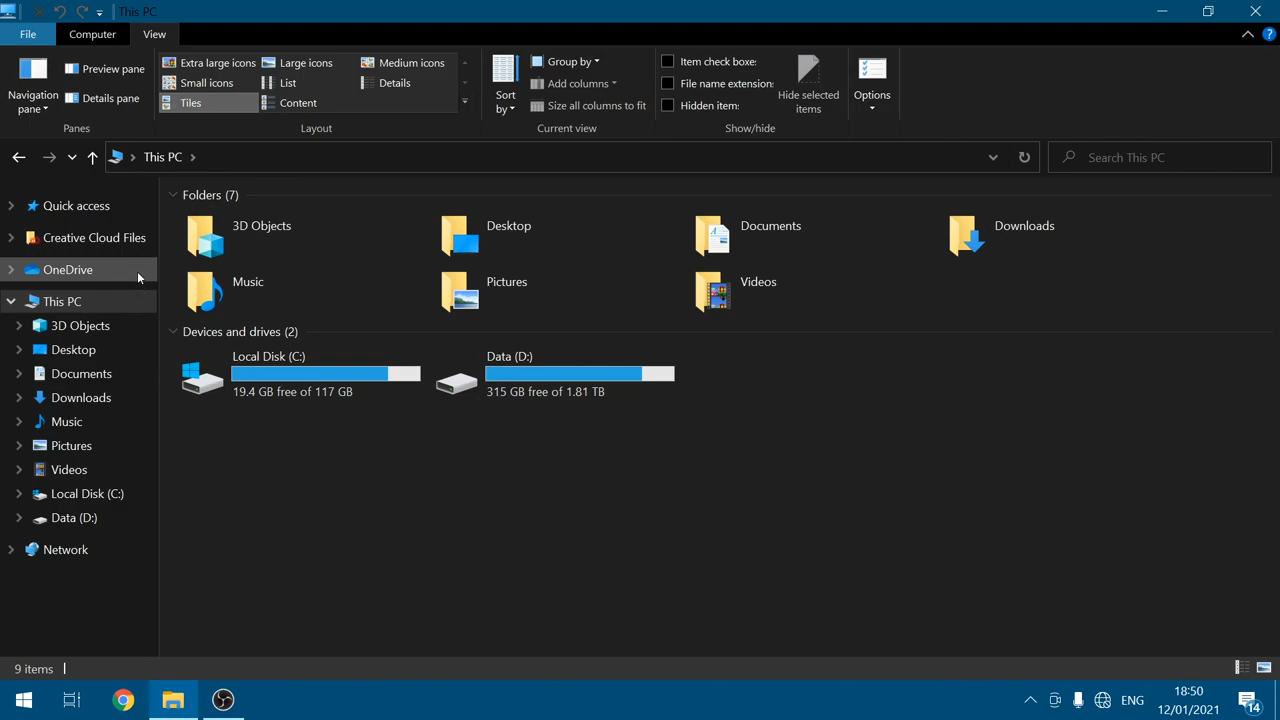 This PC
File Computer View
Navigation pane
Preview pane
Details pane
Panes
Extra large icons Large icons Medium icons
Small icons List Details
Tiles Content
Layout
Sort by
Group by
Add columns
Size all columns to fit
Current view
Item check boxe:
File name extension:
Hidden item:
Hide selected items
Show/hide
Options
This PC
Search This PC
Quick access
Creative Cloud Files
OneDrive
This PC
3D Objects
Desktop
Documents
Downloads
Music
Pictures
Videos
Local Disk (C:)
Data (D:)
Network
Folders (7)
3D Objects Desktop Documents Downloads
Music Pictures Videos
Devices and drives (2)
Local Disk (C:)
19.4 GB free of 117 GB
Data (D:)
315 GB free of 1.81 TB
9 items
ENG
18:50
12/01/2021
14